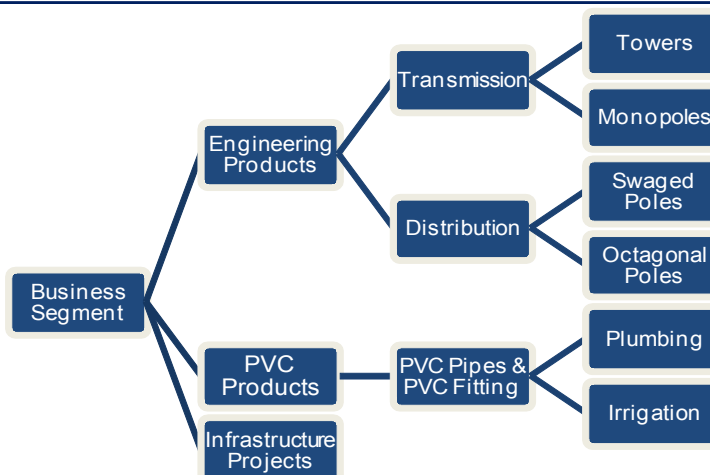 Towers
Transmission
Monopoles
Engineering
Products
Swaged
Poles
Distribution
Octagonal
Poles
Business
Segment
Plumbing
PVC
Products
PVC Pipes &
PVC Fitting
Irrigation
Infrastructure
Projects